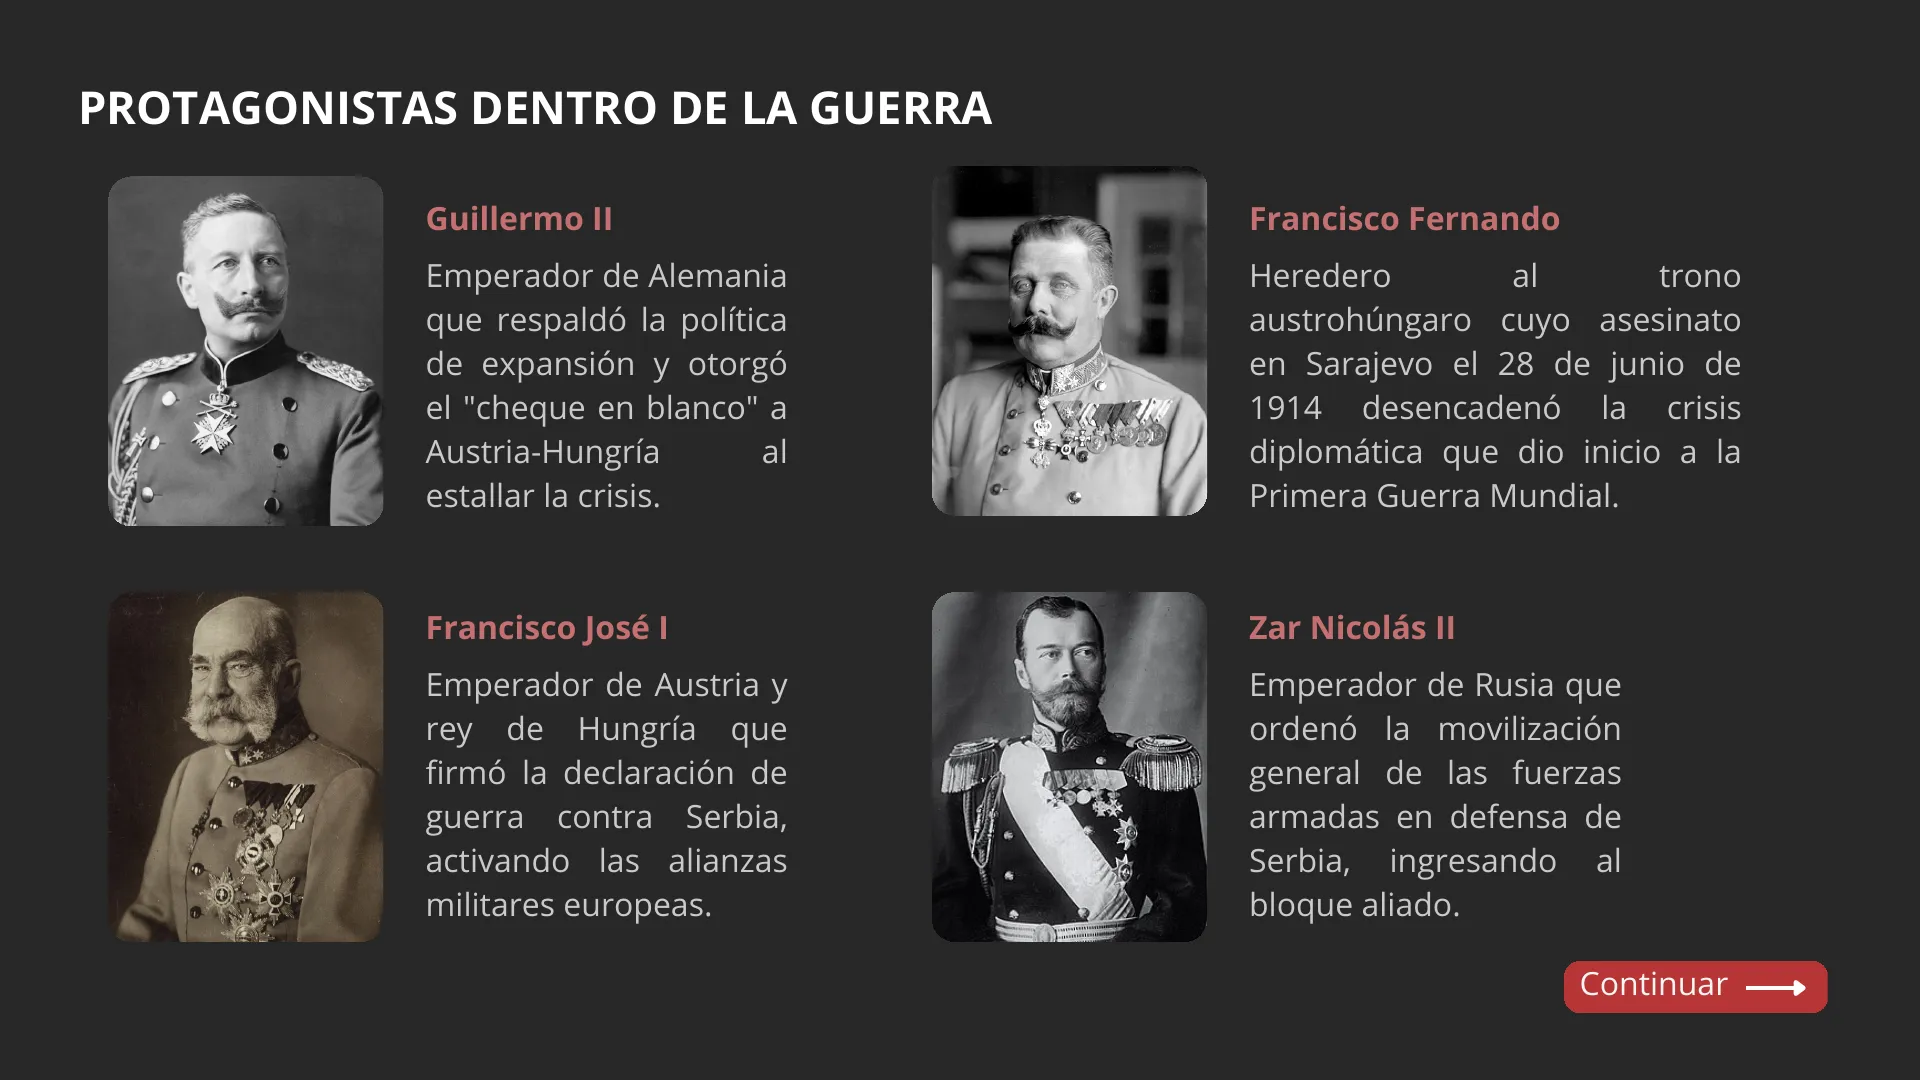 PROTAGONISTAS DENTRO DE LA GUERRA
Guillermo II
Emperador de Alemania
que respaldó la política
de expansión y otorgó
el "cheque en blanco" a
Austria-Hungría al
estallar la crisis.
Francisco Fernando
Heredero al trono
austrohúngaro cuyo asesinato
en Sarajevo el 28 de junio de
1914 desencadenó la crisis
diplomática que dio inicio a la
Primera Guerra Mundial.
Francisco José I
Emperador de Austria y
rey de Hungría que
firmó la declaración de
guerra contra Serbia,
activando las alianzas
militares europeas.
Zar Nicolás II
Emperador de Rusia que
ordenó la movilización
general de las fuerzas
armadas en defensa de
Serbia, ingresando al
bloque aliado.
Continuar